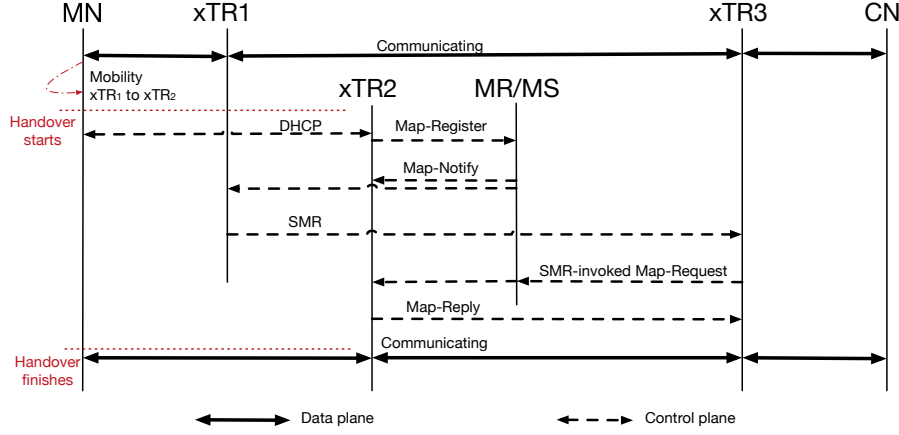 MN xTR1 xTR3 CN
Communicating
Mobility
xTR1 to xTR2
xTR2 MR/MS
Handover
starts
DHCP
Map-Register
Map-Notify
SMR
SMR-invoked Map-Request
Map-Reply
Communicating
Handover
finishes
Data plane
Control plane